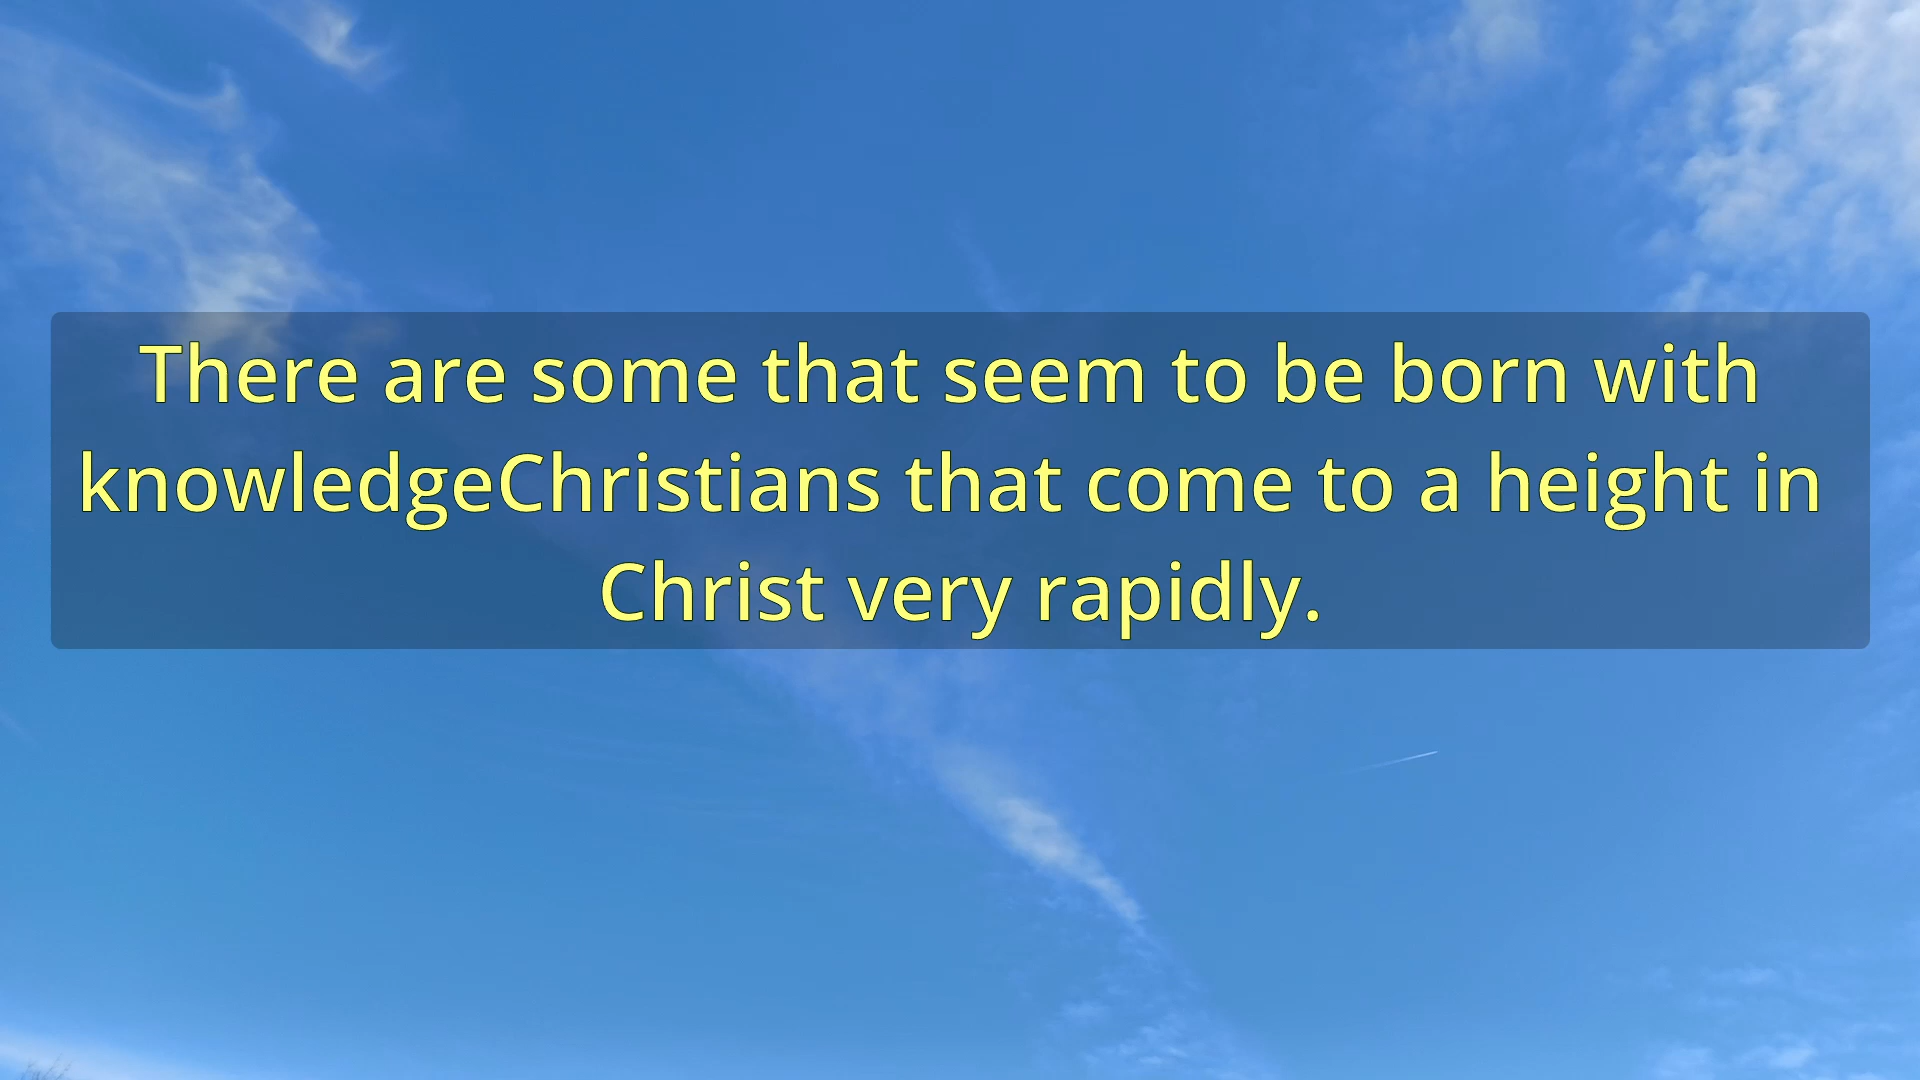 There are some that seem to be born with
knowledgeChristians that come to a height in
Christ very rapidly.